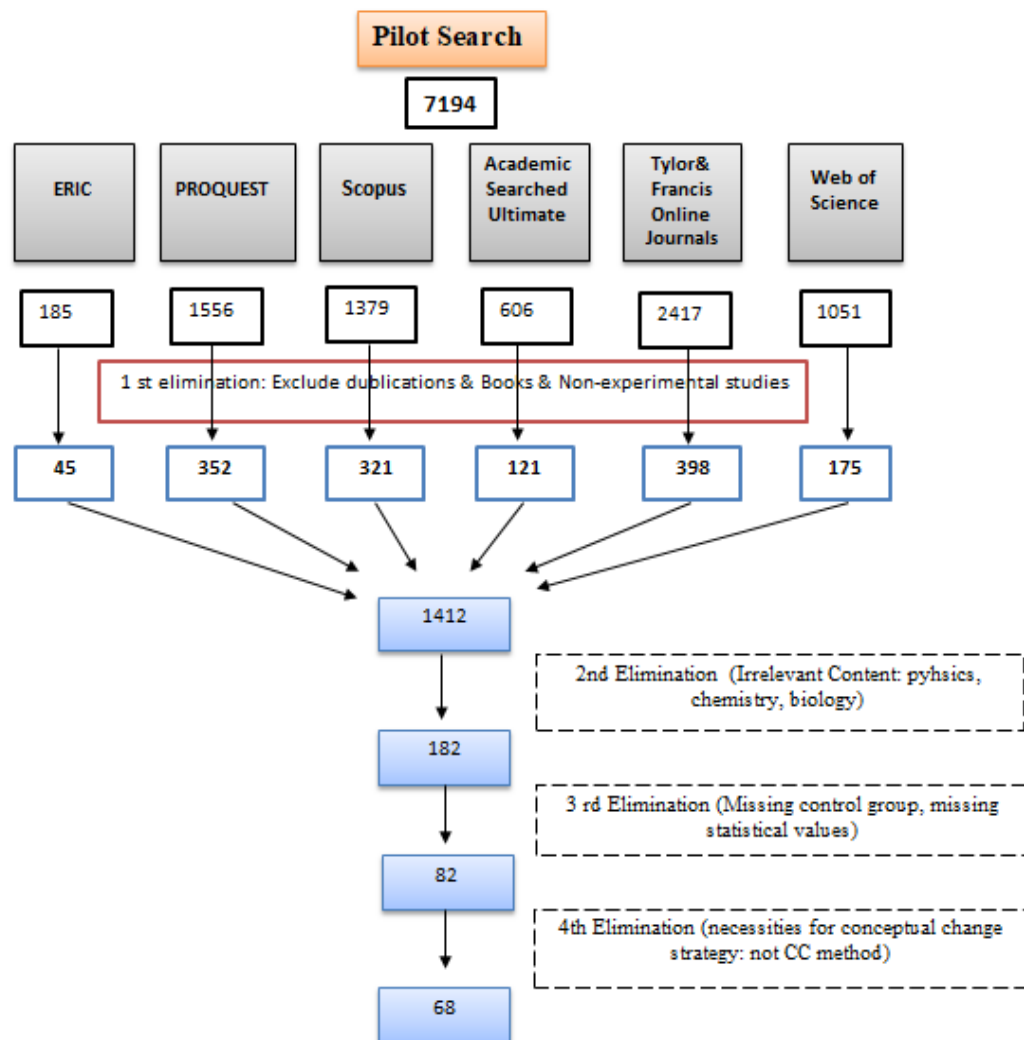 Pilot Search
7194
ERIC
PROQUEST
Scopus
Academic
Searched
Ultimate
Tylor&
Francis
Online
Journals
Web of
Science
185
1556
1379
606
2417
1051
1 st elimination: Exclude dublications & Books & Non-experimental studies
45
352
321
121
398
175
1412
2nd Elimination (Irrelevant Content: pyhsics,
chemistry, biology)
182
3 rd Elimination (Missing control group, missing
statistical values)
82
4th Elimination (necessities for conceptual change
strategy: not CC method)
68